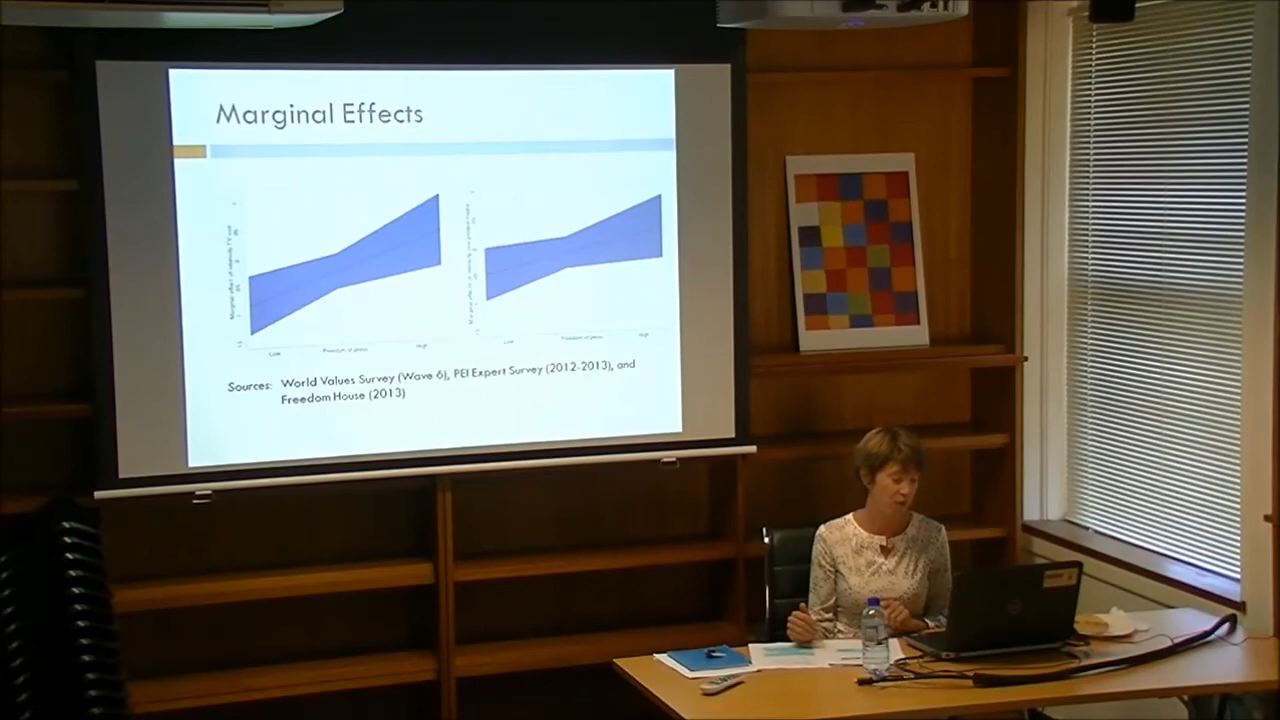 Marginal Effects
Low
Freedom of press
High
Low
Freedom of press
High
Sources: World Values Survey (Wave 6), PEI Expert Survey (2012-2013), and
Freedom House (2013)